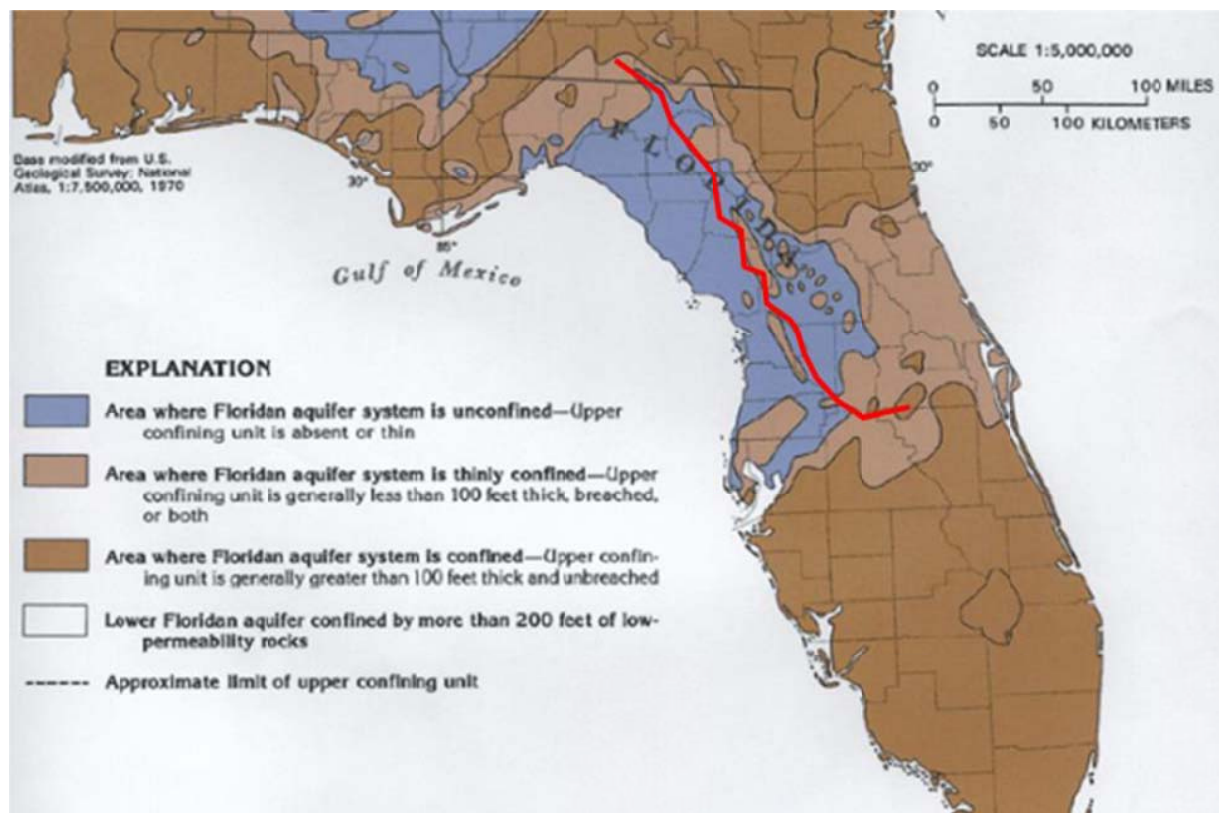 SCALE 1:5,000,000
0 50 100 MILES
0 50 100 KILOMETERS
Base modified from U.S.
Geological Survey; National
Atlas, 1:7,500,000, 1970
30°
30°
85°
FLORIDA
Gulf of Mexico
EXPLANATION
Area where Floridan aquifer system is unconfined—Upper
confining unit is absent or thin
Area where Floridan aquifer system is thinly confined—Upper
confining unit is generally less than 100 feet thick, breached,
or both
Area where Floridan aquifer system is confined—Upper confin-
ing unit is generally greater than 100 feet thick and unbreached
Lower Floridan aquifer confined by more than 200 feet of low-
permeability rocks
Approximate limit of upper confining unit